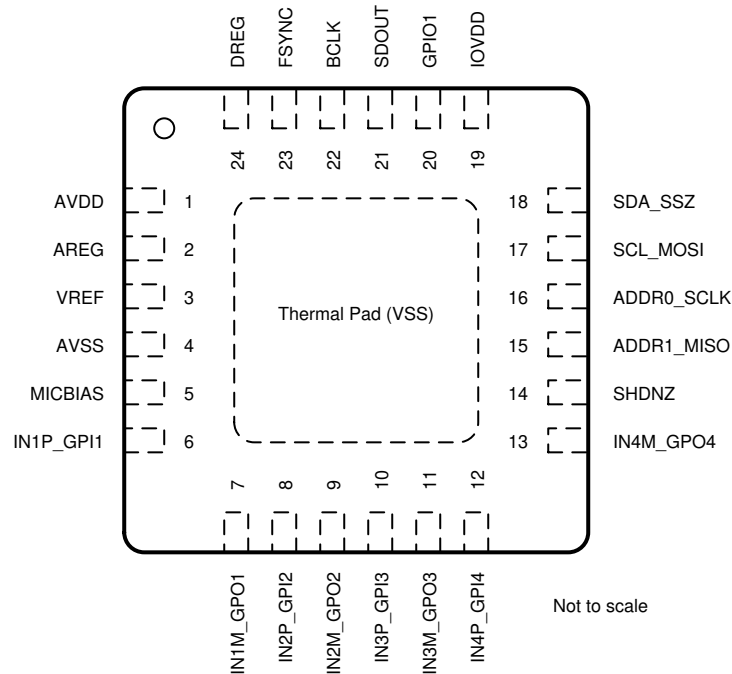 DREG
FSYNC
BCLK
SDOUT
GPIO1
IOVDD
24
23
22
21
20
19
AVDD 1 18 SDA_SSZ
AREG 2 17 SCL_MOSI
VREF 3 16 ADDR0_SCLK
Thermal Pad (VSS)
AVSS 4 15 ADDR1_MISO
MICBIAS 5 14 SHDNZ
IN1P_GPI1 6 13 IN4M_GPO4
7
8
9
10
11
12
IN1M_GPO1
IN2P_GPI2
IN2M_GPO2
IN3P_GPI3
IN3M_GPO3
IN4P_GPI4
Not to scale